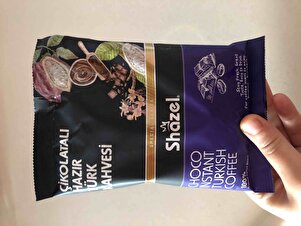 Shazel
ÇİKOLATALI
HAZIR
TÜRK
KAHVESİ
CHOCO
INSTANT
TURKISH
COFFEE